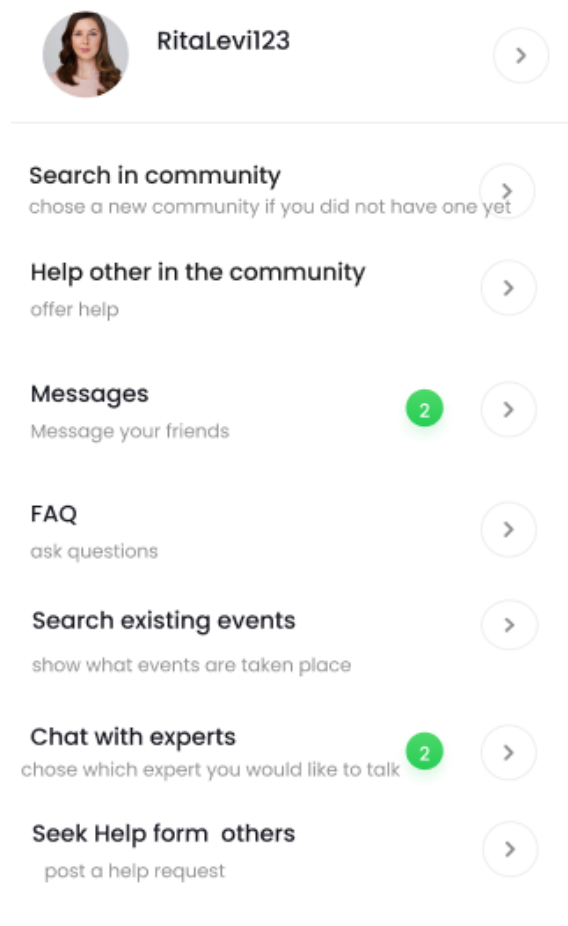 RitaLevi123
Search in community
chose a new community if you did not have one yet
Help other in the community
offer help
Messages
2
Message your friends
FAQ
ask questions
Search existing events
show what events are taken place
Chat with experts
2
chose which expert you would like to talk
Seek Help form others
post a help request